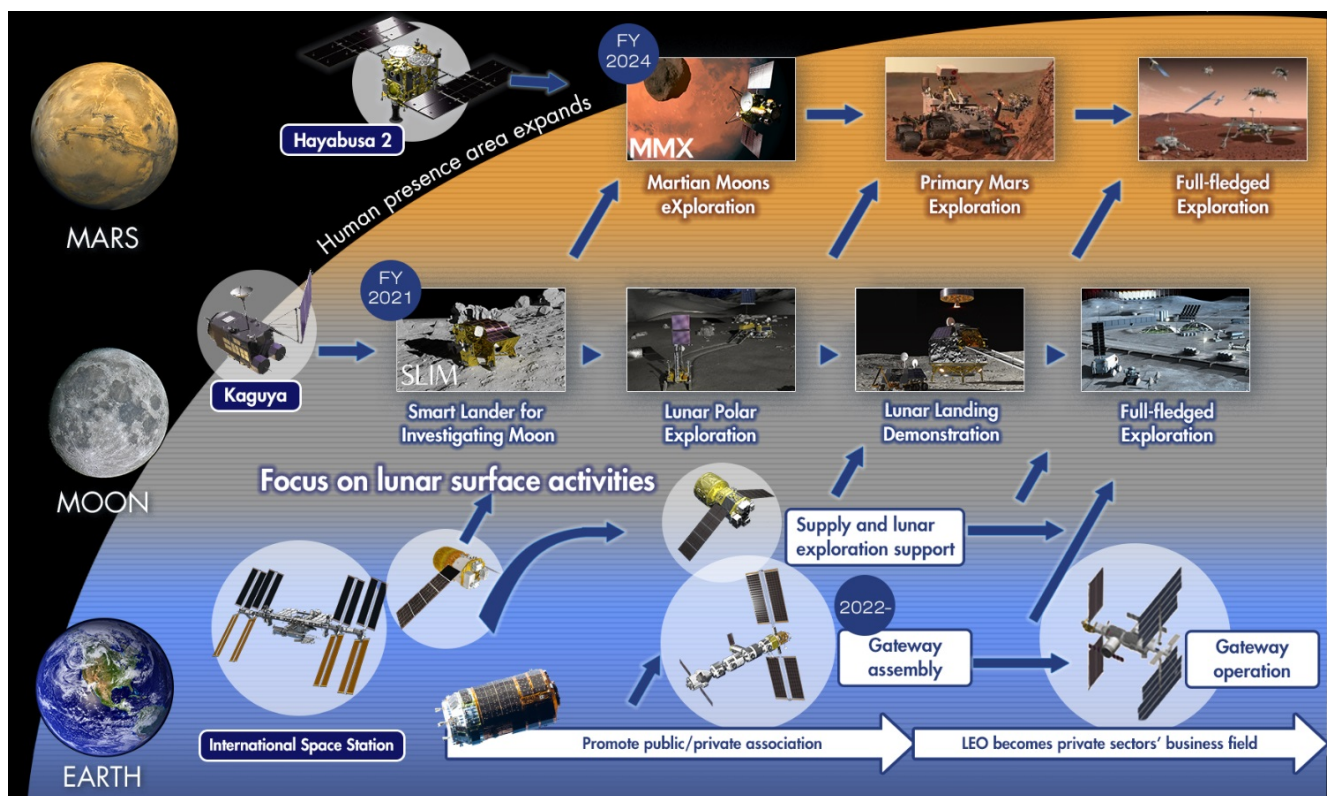 FY
2024
Hayabusa 2
Human presence area expands
MMX
Martian Moons
eXploration
Primary Mars
Exploration
Full-fledged
Exploration
MARS
FY
2021
Kaguya
SLIM
Smart Lander for
Investigating Moon
Lunar Polar
Exploration
Lunar Landing
Demonstration
Full-fledged
Exploration
MOON
Focus on lunar surface activities
Supply and lunar
exploration support
2022-
Gateway
assembly
Gateway
operation
International Space Station
Promote public/private association
LEO becomes private sectors' business field
EARTH